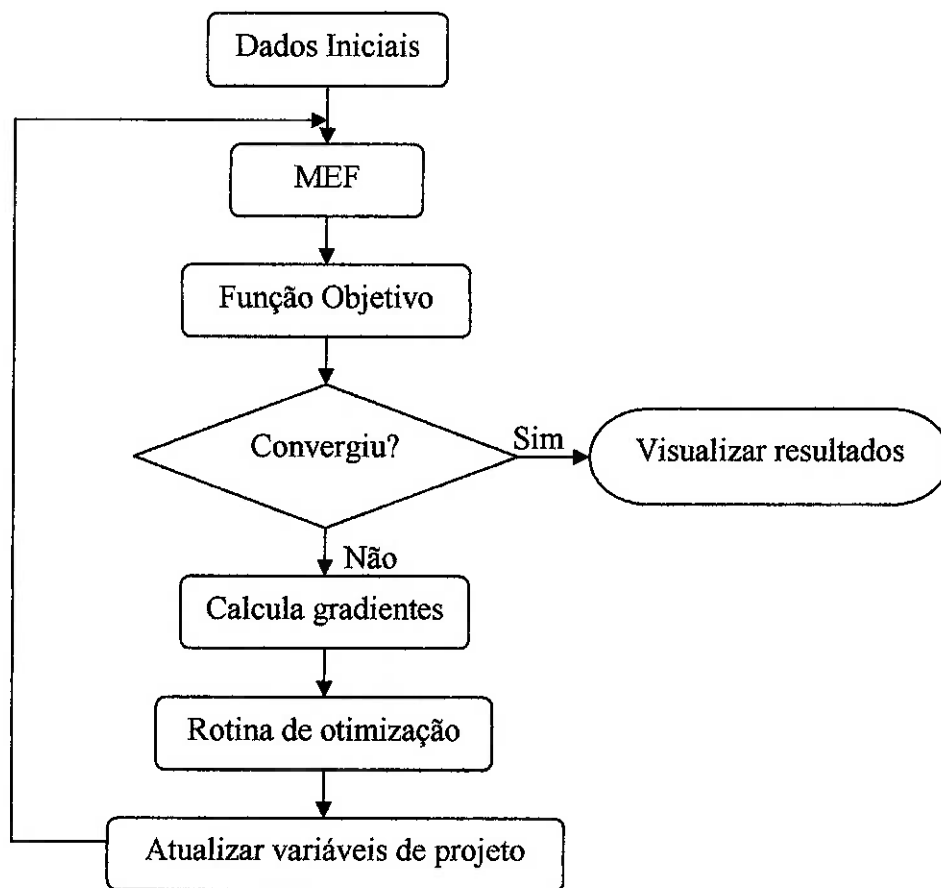 Dados Iniciais
MEF
Função Objetivo
Convergiu?
Sim
Visualizar resultados
Não
Calcula gradientes
Rotina de otimização
Atualizar variáveis de projeto